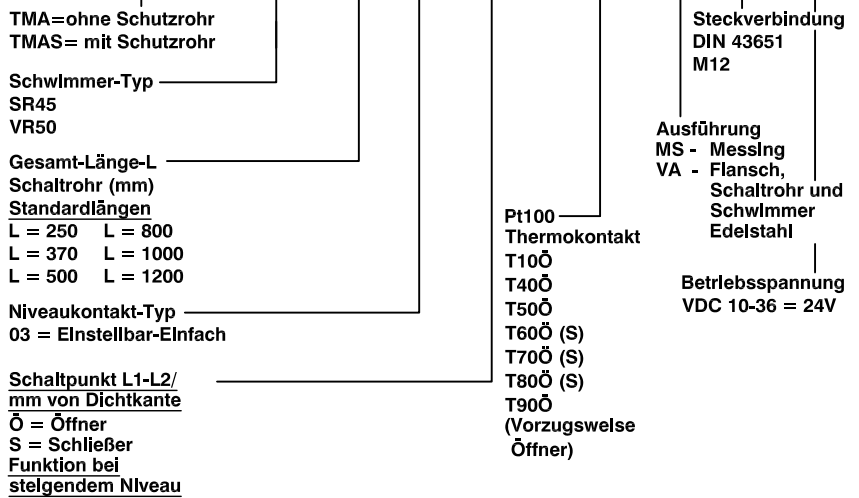 TMA=ohne Schutzrohr
TMAS= mit Schutzrohr
Schwimmer-Typ
SR45
VR50
Gesamt-Länge-L
Schaltrohr (mm)
Standardlängen
L = 250 L = 800
L = 370 L = 1000
L = 500 L = 1200
Niveaukontakt-Typ
03 = Einstellbar-Einfach
Schaltpunkt L1-L2/
mm von Dichtkante
Ö = Öffner
S = Schließer
Funktion bei
steigendem Niveau
Pt100
Thermokontakt
T10Ö
T40Ö
T50Ö
T60Ö (S)
T70Ö (S)
T80Ö (S)
T90Ö
(Vorzugsweise
Öffner)
Steckverbindung
DIN 43651
M12
Ausführung
MS - Messing
VA - Flansch,
Schaltrohr und
Schwimmer
Edelstahl
Betriebsspannung
VDC 10-36 = 24V